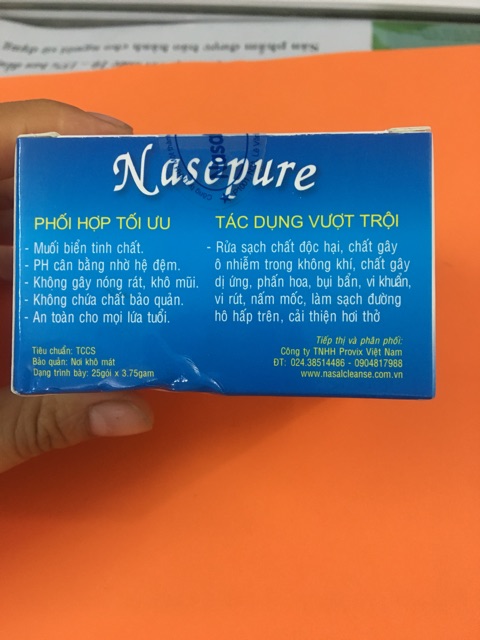 Nasepure
PHỐI HỢP TỐI ƯU
- Muối biển tinh chất.
- PH cân bằng nhờ hệ đệm.
- Không gây nóng rát, khô mũi.
- Không chứa chất bảo quản.
- An toàn cho mọi lứa tuổi.
Tiêu chuẩn: TCCS
Bảo quản: Nơi khô mát
Dạng trình bày: 25gói x 3.75gam
TÁC DỤNG VƯỢT TRỘI
- Rửa sạch chất độc hại, chất gây
ô nhiễm trong không khí, chất gây
dị ứng, phấn hoa, bụi bẩn, vi khuẩn,
vi rút, nấm mốc, làm sạch đường
hô hấp trên, cải thiện hơi thở
Tiếp thị và phân phối:
Công ty TNHH Provix Việt Nam
ĐT: 024.38514486 - 0904817988
www.nasalcleanse.com.vn
Nasal